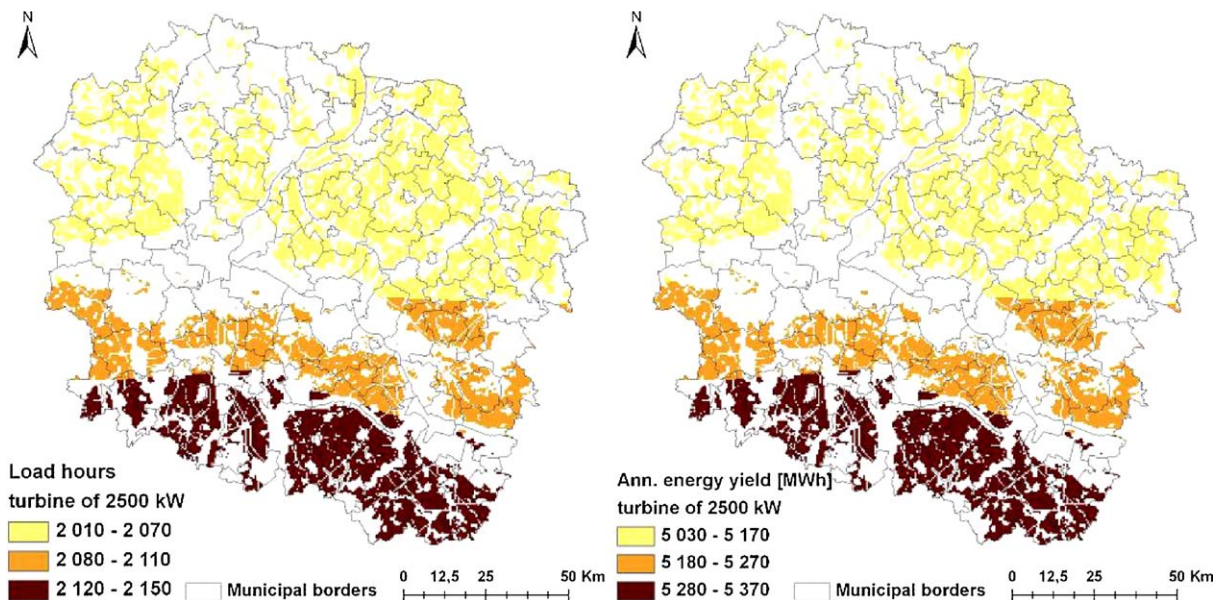 N
Load hours
turbine of 2500 kW
2 010 - 2 070
2 080 - 2 110
2 120 - 2 150
Municipal borders
0 12,5 25 50 Km
N
Ann. energy yield [MWh]
turbine of 2500 kW
5 030 - 5 170
5 180 - 5 270
5 280 - 5 370
Municipal borders
0 12,5 25 50 Km